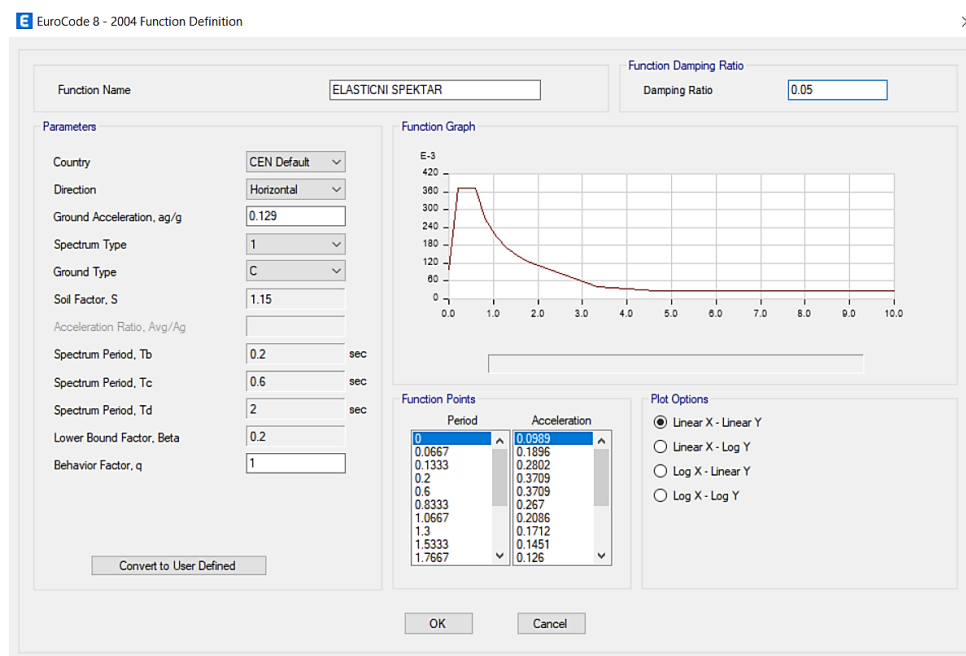 E EuroCode 8 - 2004 Function Definition
Function Name ELASTICNI SPEKTAR
Function Damping Ratio
Damping Ratio 0.05
Parameters
Country CEN Default
Direction Horizontal
Ground Acceleration, ag/g 0.129
Spectrum Type 1
Ground Type C
Soil Factor, S 1.15
Acceleration Ratio, Avg/Ag
Spectrum Period, Tb 0.2 sec
Spectrum Period, Tc 0.6 sec
Spectrum Period, Td 2 sec
Lower Bound Factor, Beta 0.2
Behavior Factor, q 1
Convert to User Defined
Function Graph
E-3
420
360
300
240
180
120
60
0
0.0 1.0 2.0 3.0 4.0 5.0 6.0 7.0 8.0 9.0 10.0
Function Points
Period Acceleration
0 0.0989
0.0667 0.1896
0.1333 0.2802
0.2 0.3709
0.6 0.3709
0.8333 0.267
1.0667 0.2086
1.3 0.1712
1.5333 0.1451
1.7667 0.126
Plot Options
Linear X - Linear Y
Linear X - Log Y
Log X - Linear Y
Log X - Log Y
OK Cancel